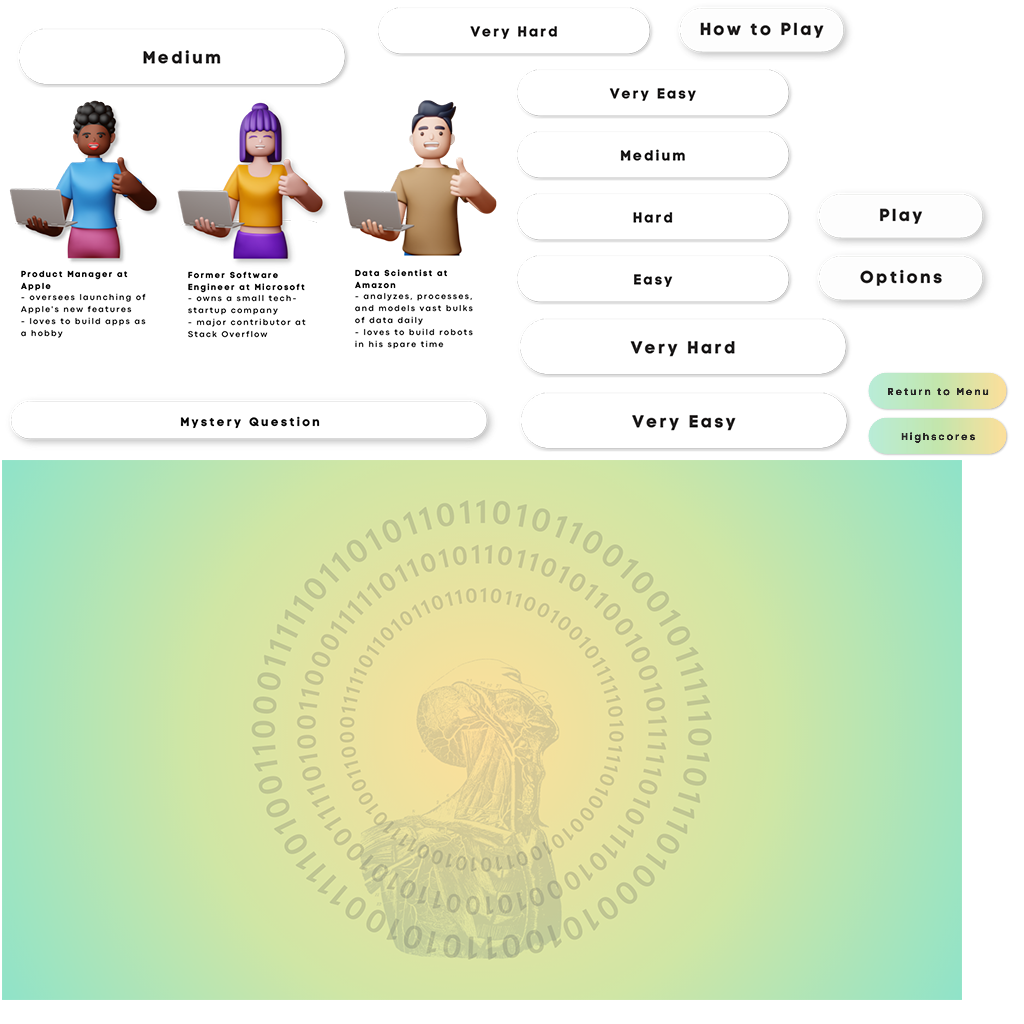 Very Hard
How to Play
Medium
Very Easy
Medium
Hard
Play
Easy
Options
Product Manager at
Apple
- oversees launching of
Apple's new features
- loves to build apps as
a hobby
Former Software
Engineer at Microsoft
- owns a small tech-
startup company
- major contributor at
Stack Overflow
Data Scientist at
Amazon
- analyzes, processes,
and models vast bulks
of data daily
- loves to build robots
in his spare time
Very Hard
Return to Menu
Mystery Question
Very Easy
Highscores